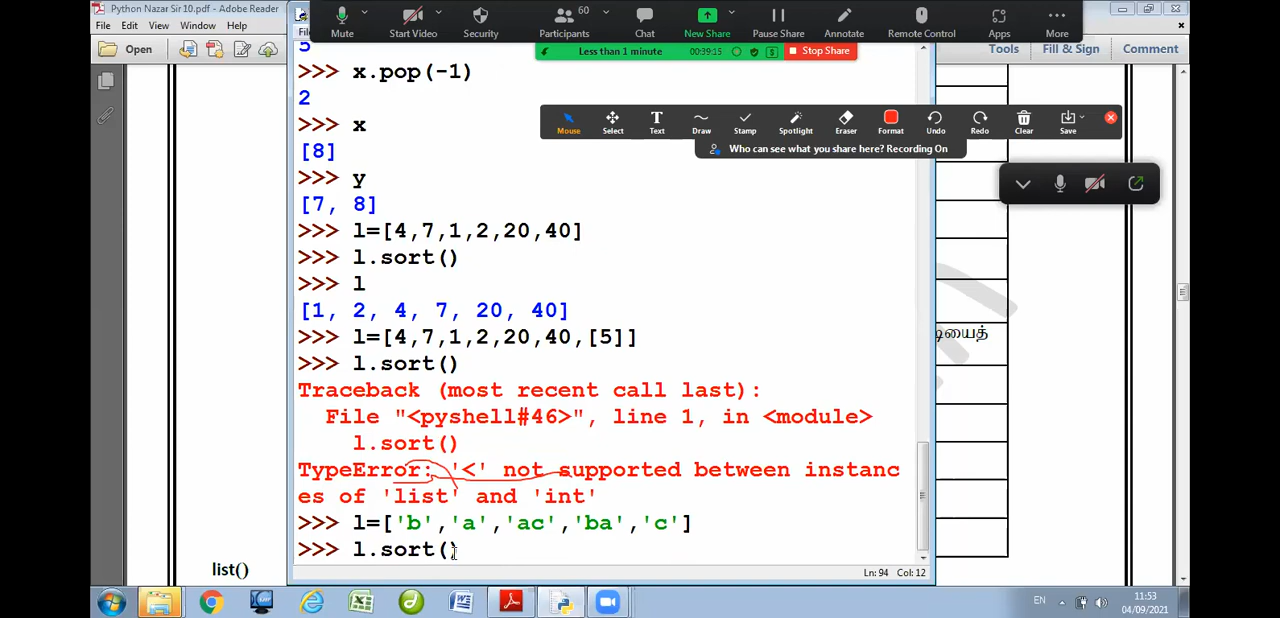 Python Nazar Sir 10.pdf - Adobe Reader
File Edit View Window Help
Open
Tools Fill & Sign Comment
Mute Start Video Security Participants 60 Chat New Share Pause Share Annotate Remote Control Apps More
Less than 1 minute 00:39:15 Stop Share
Mouse Select Text Draw Stamp Spotlight Eraser Format Undo Redo Clear Save
Who can see what you share here? Recording On
5
>>> x.pop(-1)
2
>>> x
[8]
>>> y
[7, 8]
>>> l=[4,7,1,2,20,40]
>>> l.sort()
>>> l
[1, 2, 4, 7, 20, 40]
>>> l=[4,7,1,2,20,40,[5]]
>>> l.sort()
Traceback (most recent call last):
File "<pyshell#46>", line 1, in <module>
l.sort()
TypeError: '<' not supported between instanc
es of 'list' and 'int'
>>> l=['b','a','ac','ba','c']
>>> l.sort()
Ln: 94 Col: 12
list()
EN
11:53
04/09/2021